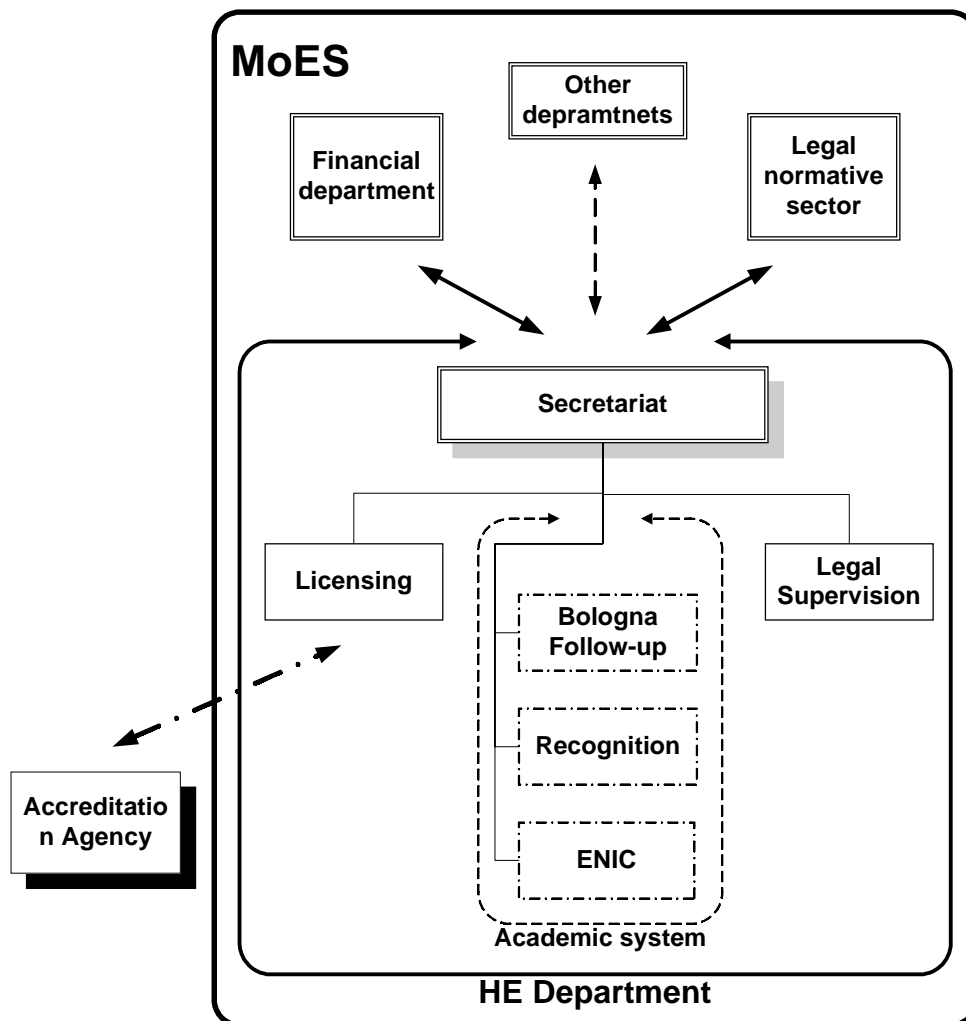 MoES
Other
depramtnets
Financial
department
Legal
normative
sector
Secretariat
Licensing
Legal
Supervision
Bologna
Follow-up
Recognition
Accreditatio
n Agency
ENIC
Academic system
HE Department